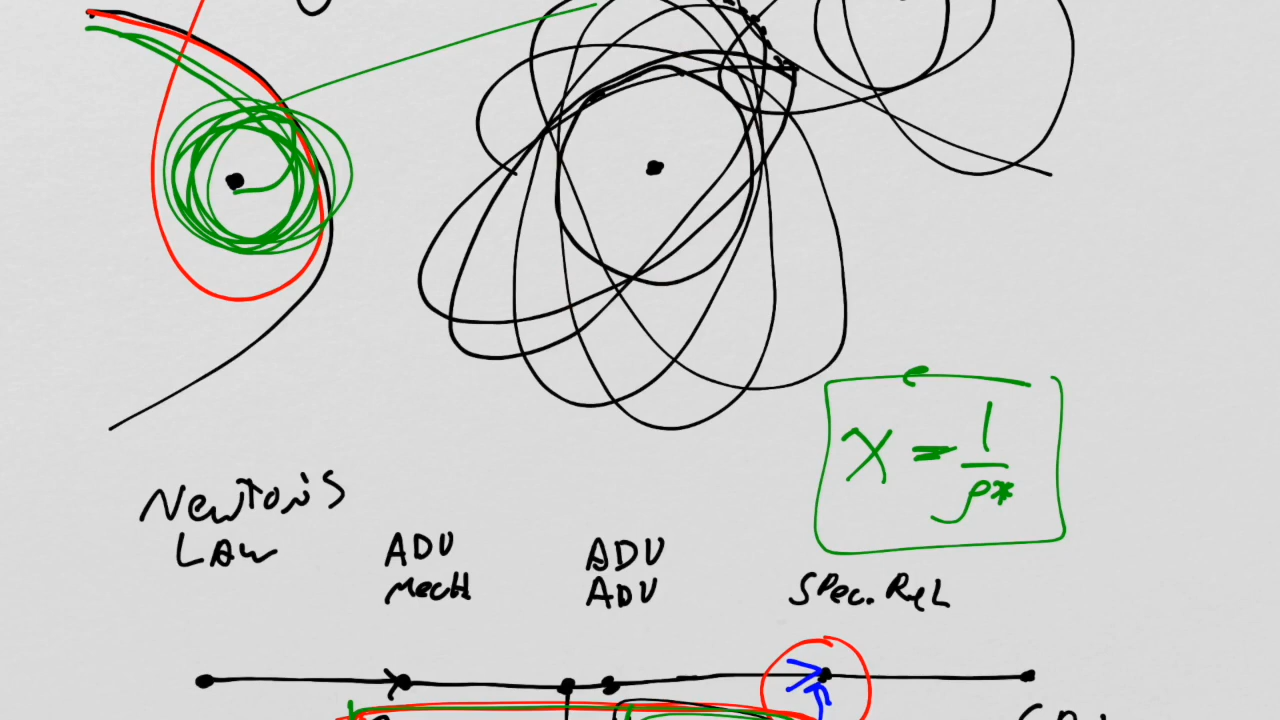 X = 1/ρ*
NEWTON'S
LAW
ADV
MECH
ADV
ADV
SPEC. REL